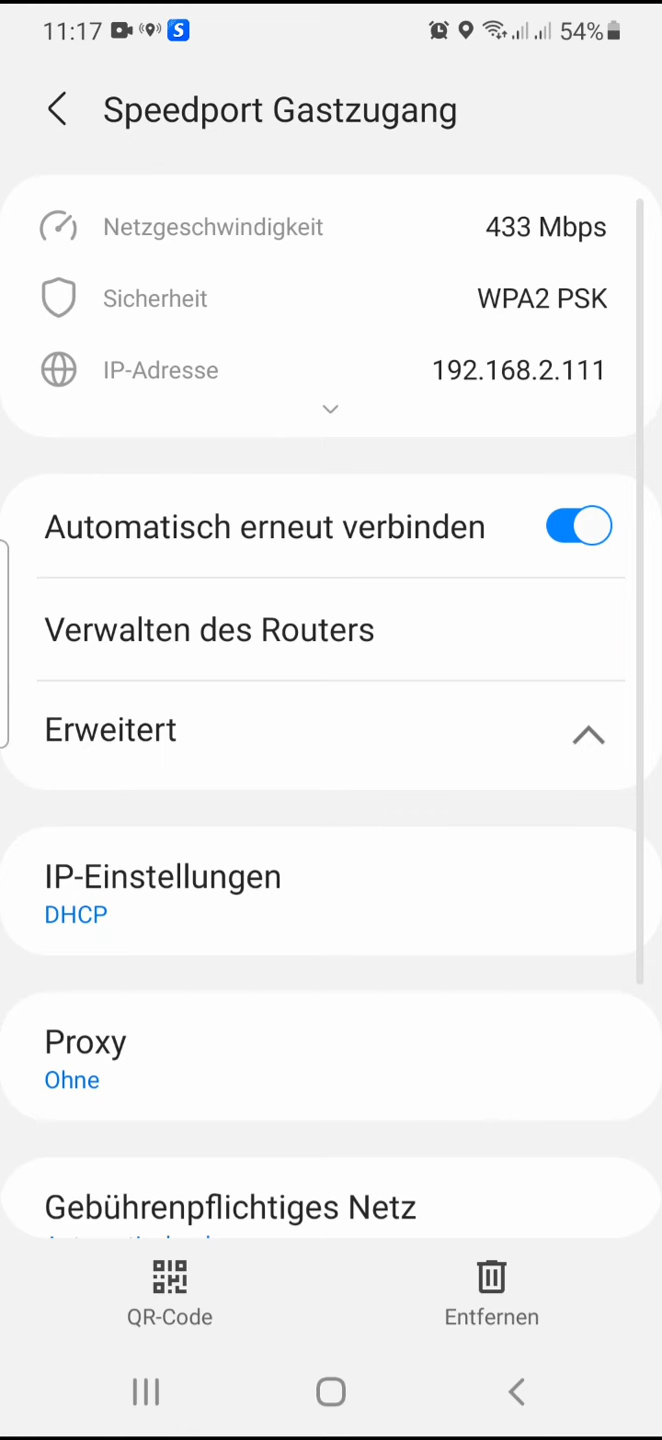 11:17 S 54%
Speedport Gastzugang
Netzgeschwindigkeit 433 Mbps
Sicherheit WPA2 PSK
IP-Adresse 192.168.2.111
Automatisch erneut verbinden
Verwalten des Routers
Erweitert
IP-Einstellungen
DHCP
Proxy
Ohne
Gebührenpflichtiges Netz
QR-Code Entfernen